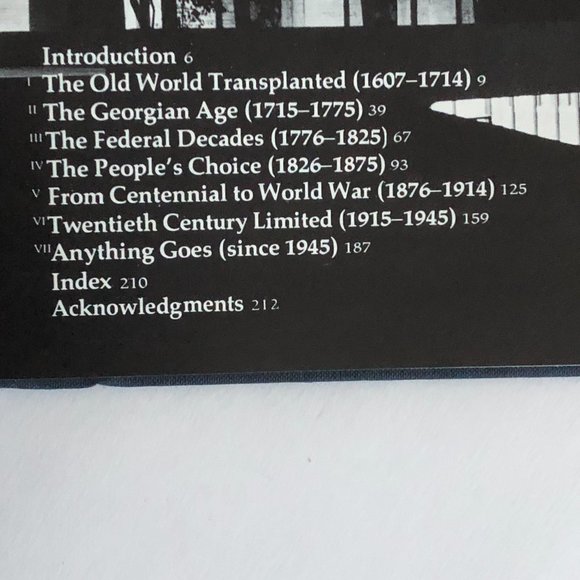 Introduction 6
I The Old World Transplanted (1607–1714) 9
II The Georgian Age (1715–1775) 39
III The Federal Decades (1776–1825) 67
IV The People's Choice (1826–1875) 93
V From Centennial to World War (1876–1914) 125
VI Twentieth Century Limited (1915–1945) 159
VII Anything Goes (since 1945) 187
Index 210
Acknowledgments 212